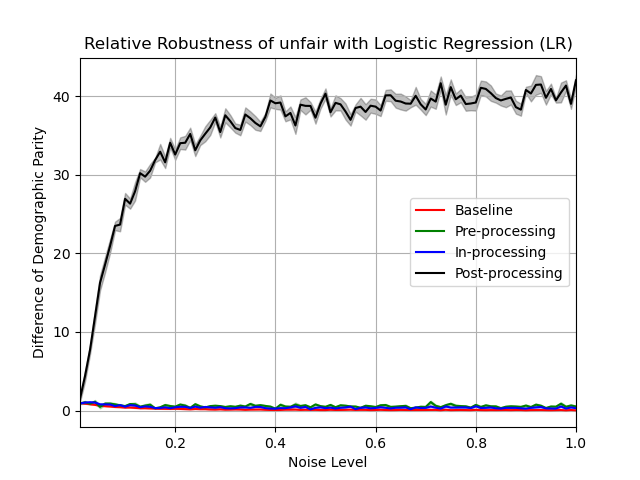 Relative Robustness of unfair with Logistic Regression (LR)
Difference of Demographic Parity
40
30
20
10
0
Baseline
Pre-processing
In-processing
Post-processing
0.2 0.4 0.6 0.8 1.0
Noise Level